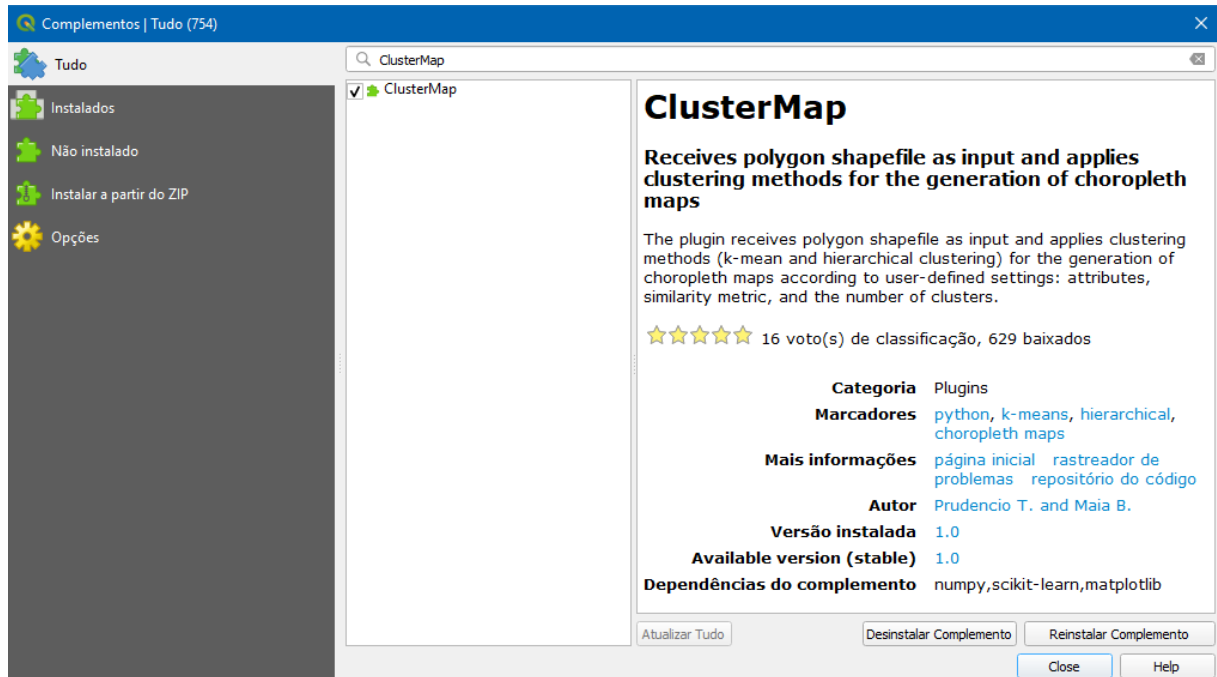 Complementos | Tudo (754)
Tudo
Instalados
Não instalado
Instalar a partir do ZIP
Opções
ClusterMap
ClusterMap
ClusterMap
Receives polygon shapefile as input and applies
clustering methods for the generation of choropleth
maps
The plugin receives polygon shapefile as input and applies clustering
methods (k-mean and hierarchical clustering) for the generation of
choropleth maps according to user-defined settings: attributes,
similarity metric, and the number of clusters.
16 voto(s) de classificação, 629 baixados
Categoria Plugins
Marcadores python, k-means, hierarchical,
choropleth maps
Mais informações página inicial rastreador de
problemas repositório do código
Autor Prudencio T. and Maia B.
Versão instalada 1.0
Available version (stable) 1.0
Dependências do complemento numpy,scikit-learn,matplotlib
Atualizar Tudo Desinstalar Complemento Reinstalar Complemento
Close Help